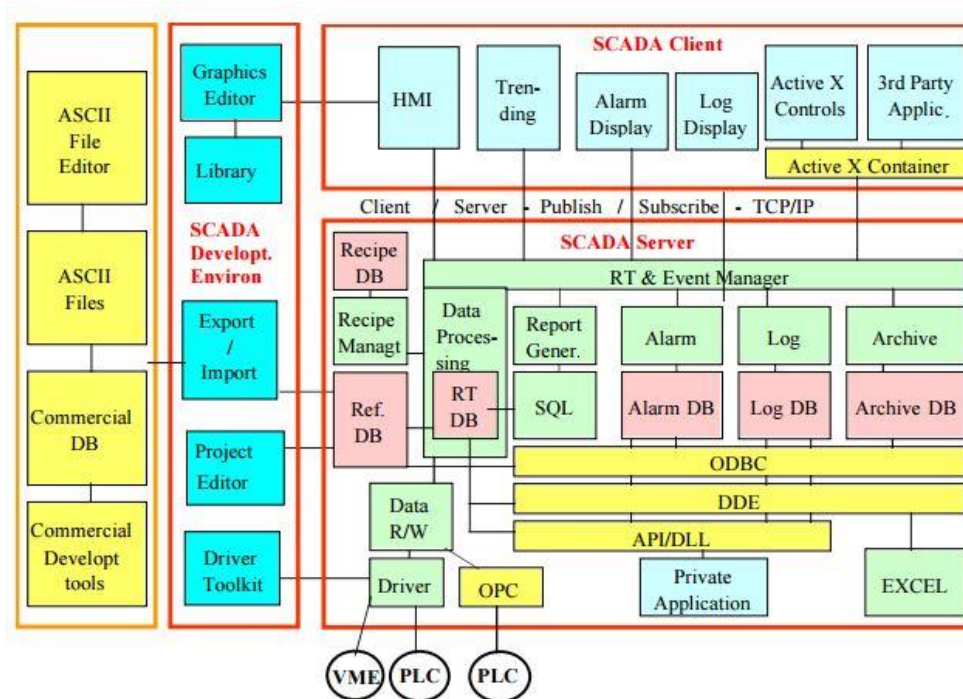 ASCII
File
Editor
ASCII
Files
Commercial
DB
Commercial
Developt
tools
Graphics
Editor
Library
SCADA
Developt.
Environ
Export
/
Import
Project
Editor
Driver
Toolkit
SCADA Client
HMI
Tren-
ding
Alarm
Display
Log
Display
Active X
Controls
3rd Party
Applic.
Active X Container
Client / Server - Publish / Subscribe - TCP/IP
SCADA Server
Recipe
DB
RT & Event Manager
Recipe
Managt
Data
Proces-
sing
Report
Gener.
Alarm
Log
Archive
Ref.
DB
RT
DB
SQL
Alarm DB
Log DB
Archive DB
ODBC
Data
R/W
DDE
API/DLL
Driver
OPC
Private
Application
EXCEL
VME
PLC
PLC